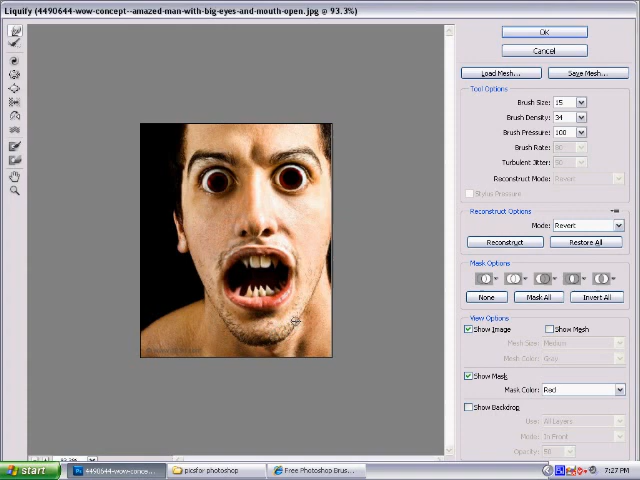 Liquify (4490644-wow-concept--amazed-man-with-big-eyes-and-mouth-open.jpg @ 93.3%)
OK
Cancel
Load Mesh... Save Mesh...
Tool Options
Brush Size: 15
Brush Density: 34
Brush Pressure: 100
Brush Rate: 80
Turbulent Jitter: 50
Reconstruct Mode: Revert
Stylus Pressure
Reconstruct Options
Mode: Revert
Reconstruct Restore All
Mask Options
None Mask All Invert All
View Options
Show Image Show Mesh
Mesh Size: Medium
Mesh Color: Gray
Show Mask
Mask Color: Red
Show Backdrop
Use: All Layers
Mode: In Front
Opacity: 50
93.3%
start 4490644-wow-conce... picsfor photoshop Free Photoshop Brus... 7:27 PM